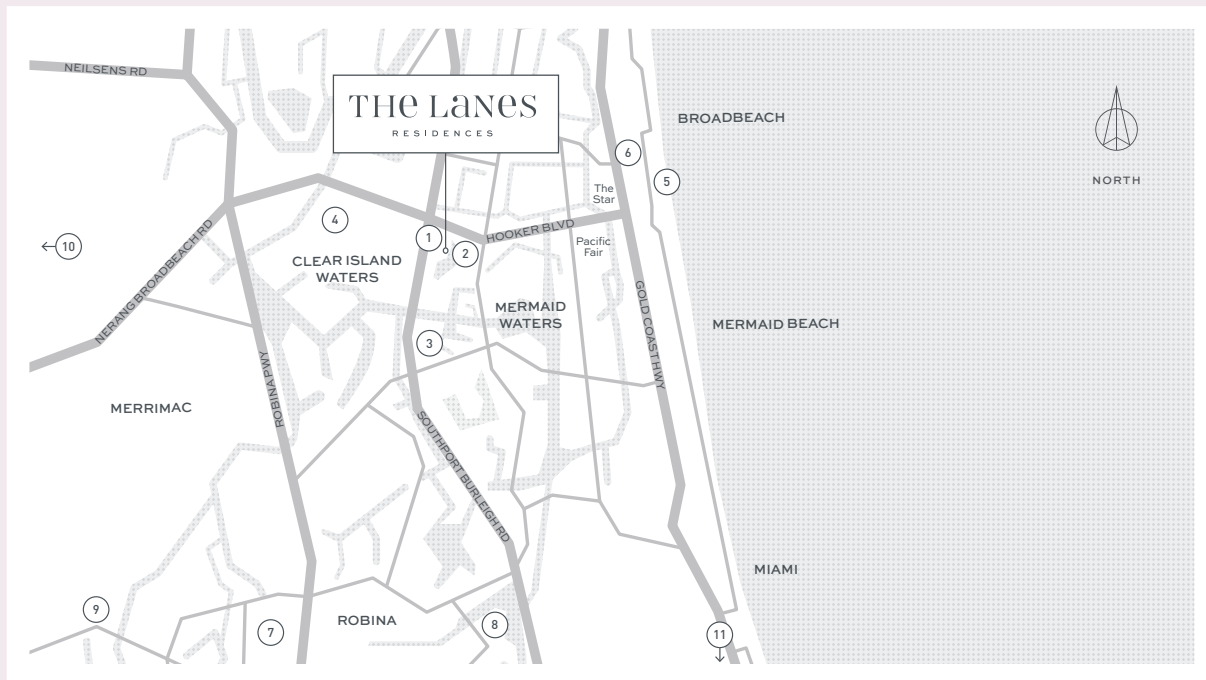 NEILSENS RD
THE LANES
RESIDENCES
BROADBEACH
NORTH
6
5
The
Star
4
10
1
2
HOOKER BLVD
Pacific
Fair
NERANG BROADBEACH RD
CLEAR ISLAND
WATERS
MERMAID
WATERS
GOLD COAST HWY
MERMAID BEACH
3
ROBINA PWY
MERRIMAC
SOUTHPORT BURLEIGH RD
MIAMI
9
ROBINA
7
8
11